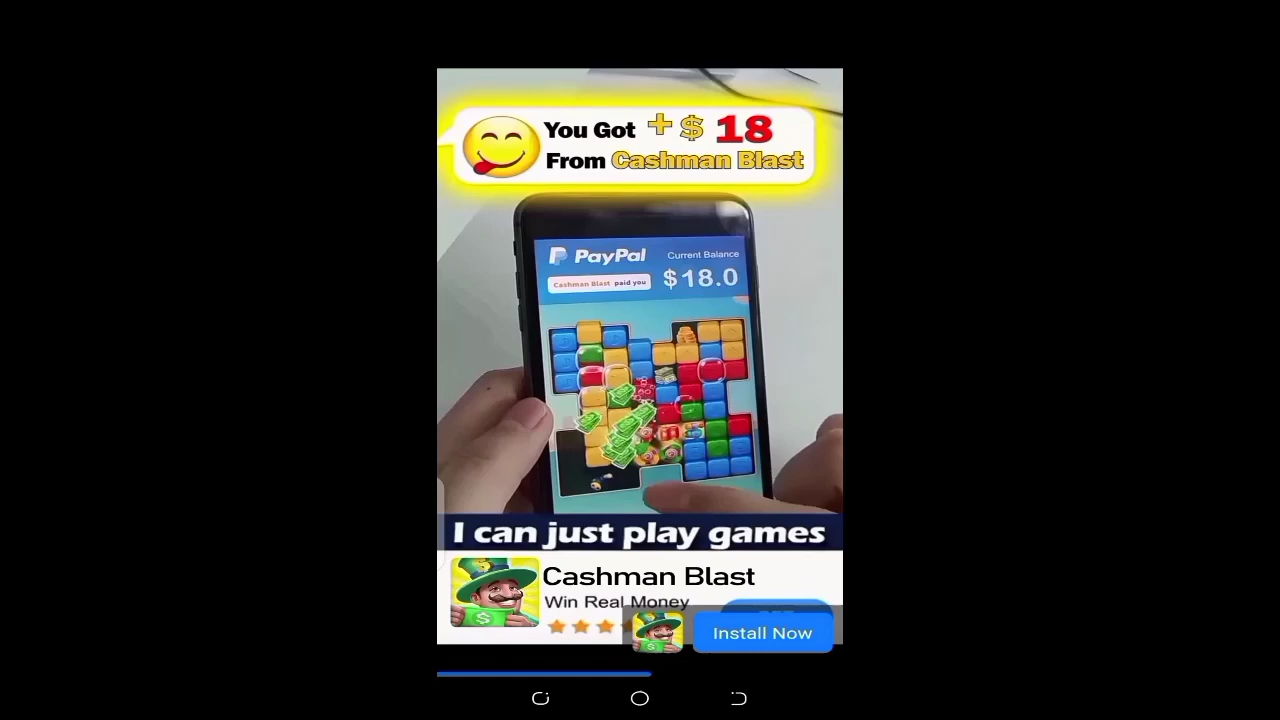 You Got + $ 18
From Cashman Blast
PayPal
Current Balance
Cashman Blast paid you
$18.0
I can just play games
Cashman Blast
Win Real Money
Install Now